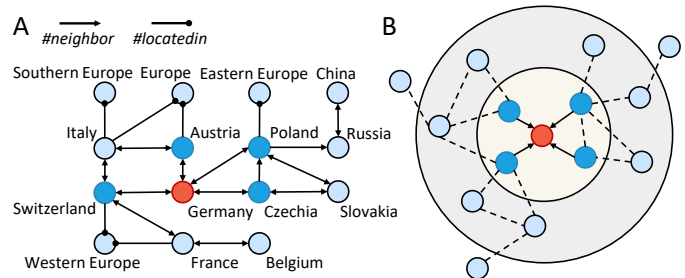 A
B
#neighbor #locatedin
Southern Europe Europe Eastern Europe China
Italy Austria Poland Russia
Switzerland Germany Czechia Slovakia
Western Europe France Belgium